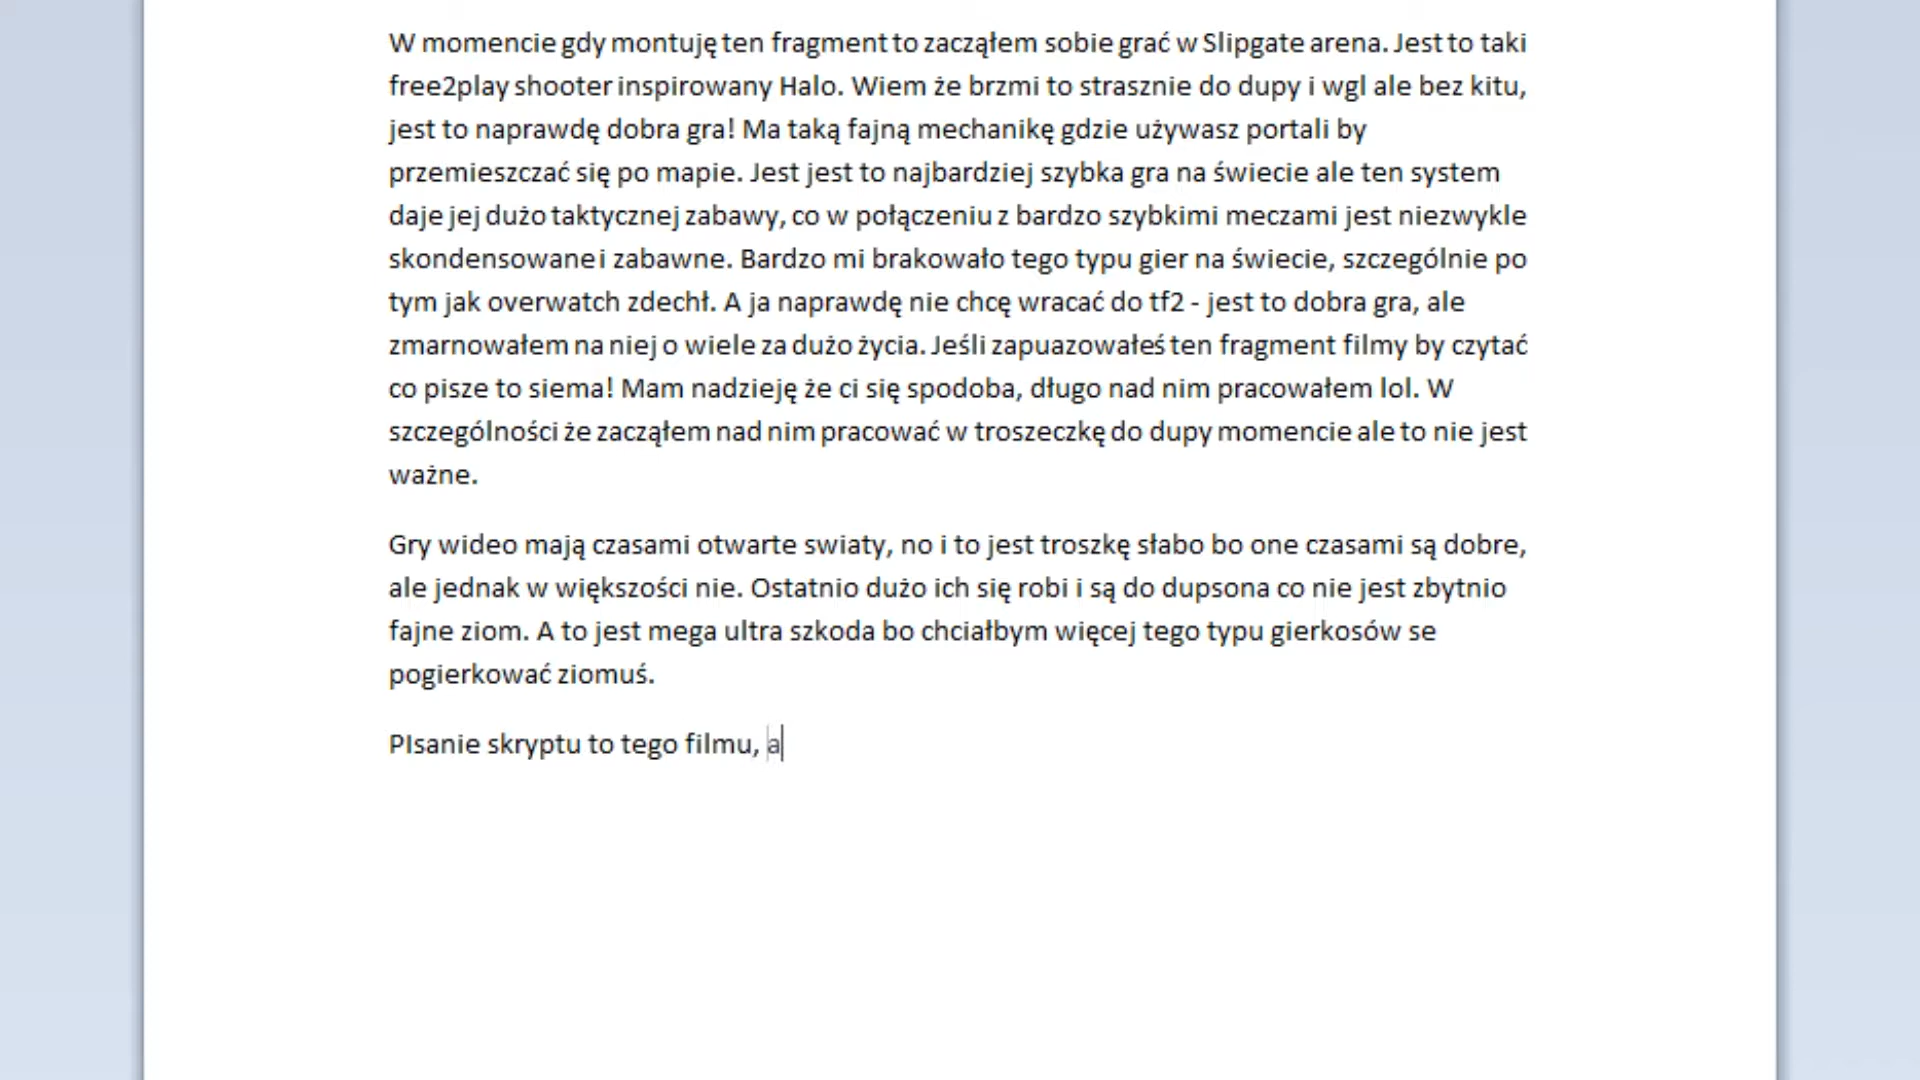 W momencie gdy montuję ten fragment to zacząłem sobie grać w Slipgate arena. Jest to taki
free2play shooter inspirowany Halo. Wiem że brzmi to strasznie do dupy i wgl ale bez kitu,
jest to naprawdę dobra gra! Ma taką fajną mechanikę gdzie używasz portali by
przemieszczać się po mapie. Jest jest to najbardziej szybka gra na świecie ale ten system
daje jej dużo taktycznej zabawy, co w połączeniu z bardzo szybkimi meczami jest niezwykle
skondensowane i zabawne. Bardzo mi brakowało tego typu gier na świecie, szczególnie po
tym jak overwatch zdechł. A ja naprawdę nie chcę wracać do tf2 - jest to dobra gra, ale
zmarnowałem na niej o wiele za dużo życia. Jeśli zapuazowałeś ten fragment filmy by czytać
co pisze to siema! Mam nadzieję że ci się spodoba, długo nad nim pracowałem lol. W
szczególności że zacząłem nad nim pracować w troszeczkę do dupy momencie ale to nie jest
ważne.
Gry wideo mają czasami otwarte swiaty, no i to jest troszkę słabo bo one czasami są dobre,
ale jednak w większości nie. Ostatnio dużo ich się robi i są do dupsona co nie jest zbytnio
fajne ziom. A to jest mega ultra szkoda bo chciałbym więcej tego typu gierkosów se
pogierkować ziomuś.
PIsanie skryptu to tego filmu, a